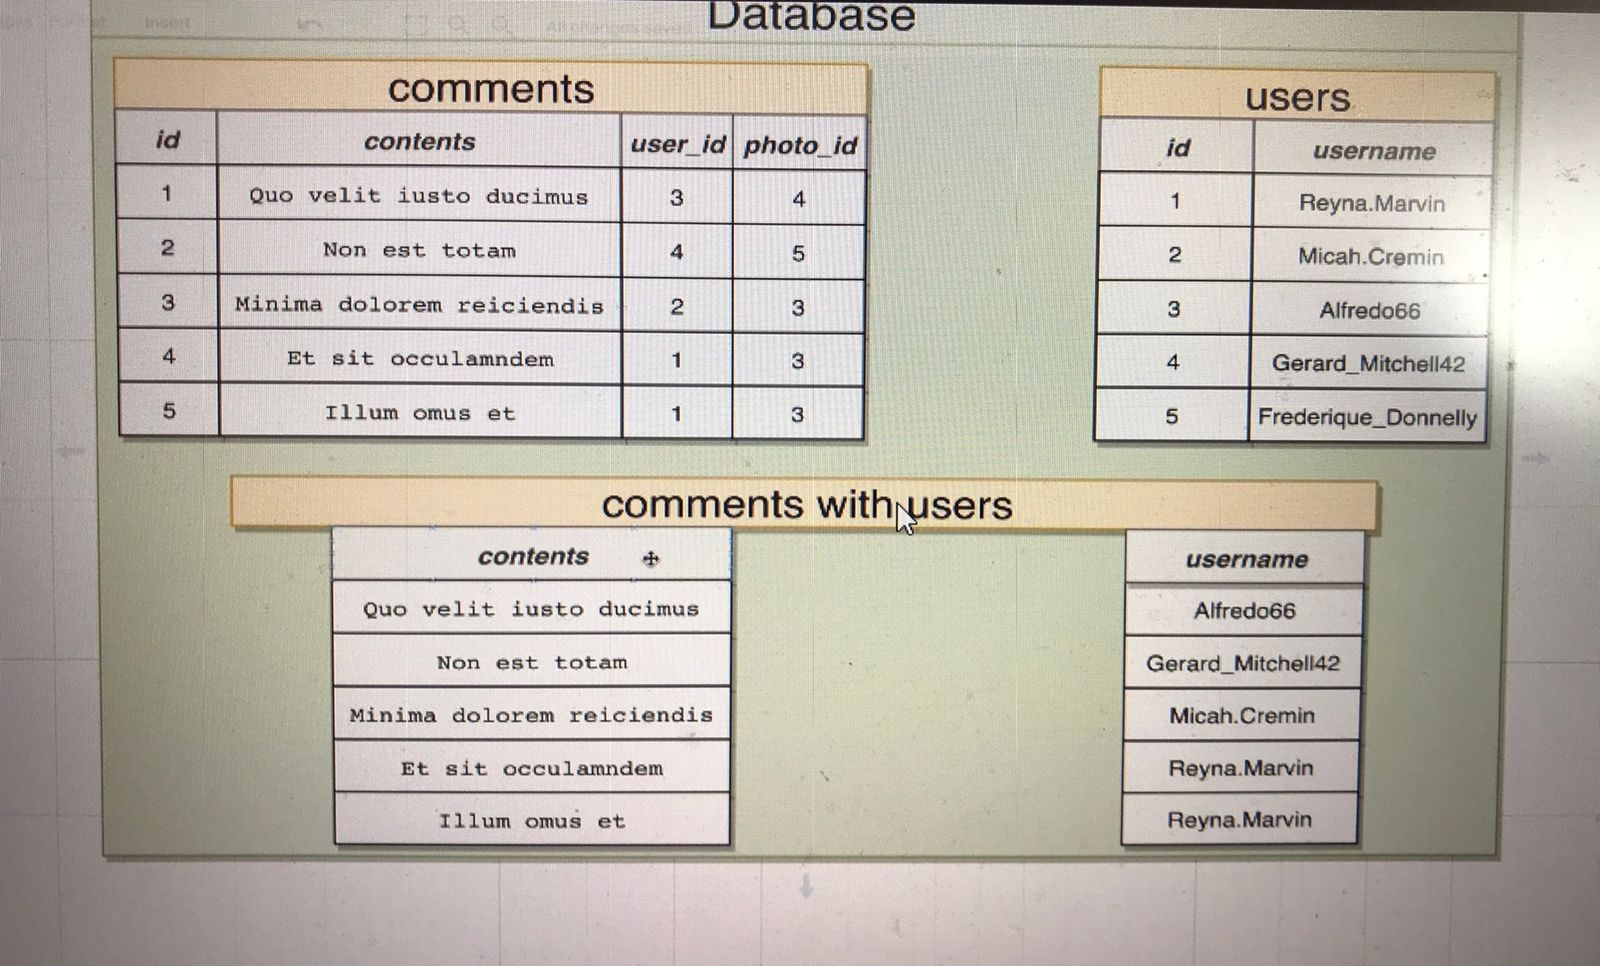 Insert
Database
comments
id contents user_id photo_id
1 Quo velit iusto ducimus 3 4
2 Non est totam 4 5
3 Minima dolorem reiciendis 2 3
4 Et sit occulamndem 1 3
5 Illum omus et 1 3
users
id username
1 Reyna.Marvin
2 Micah.Cremin
3 Alfredo66
4 Gerard_Mitchell42
5 Frederique_Donnelly
comments with users
contents username
Quo velit iusto ducimus Alfredo66
Non est totam Gerard_Mitchell42
Minima dolorem reiciendis Micah.Cremin
Et sit occulamndem Reyna.Marvin
Illum omus et Reyna.Marvin